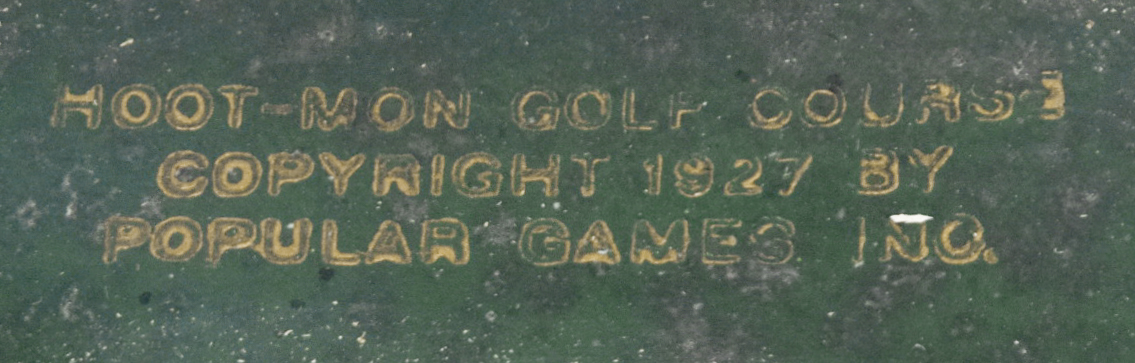 HOOT-MON GOLF COURSE
COPYRIGHT 1927 BY
POPULAR GAMES INC.